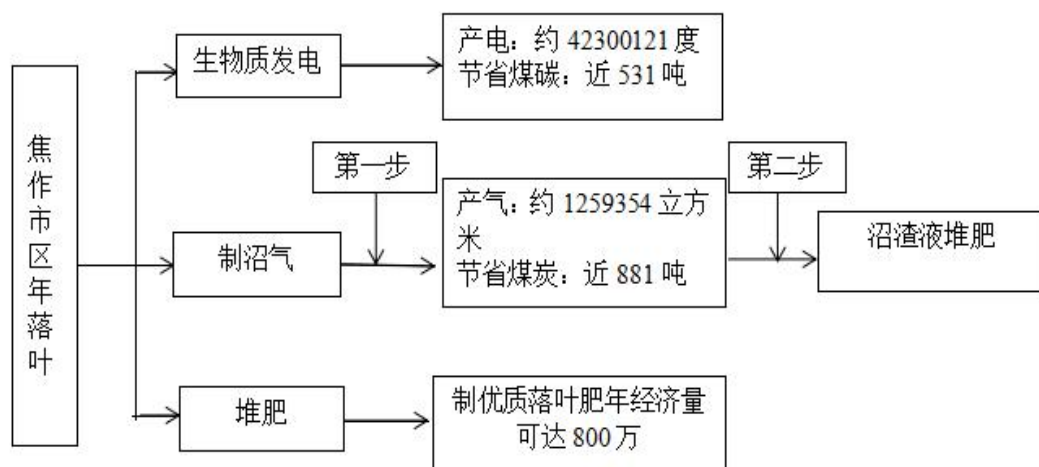 焦作市区年落叶
生物质发电
产电：约 42300121 度
节省煤碳：近 531 吨
第一步
第二步
制沼气
产气：约 1259354 立方
米
节省煤炭：近 881 吨
沼渣液堆肥
堆肥
制优质落叶肥年经济量
可达 800 万